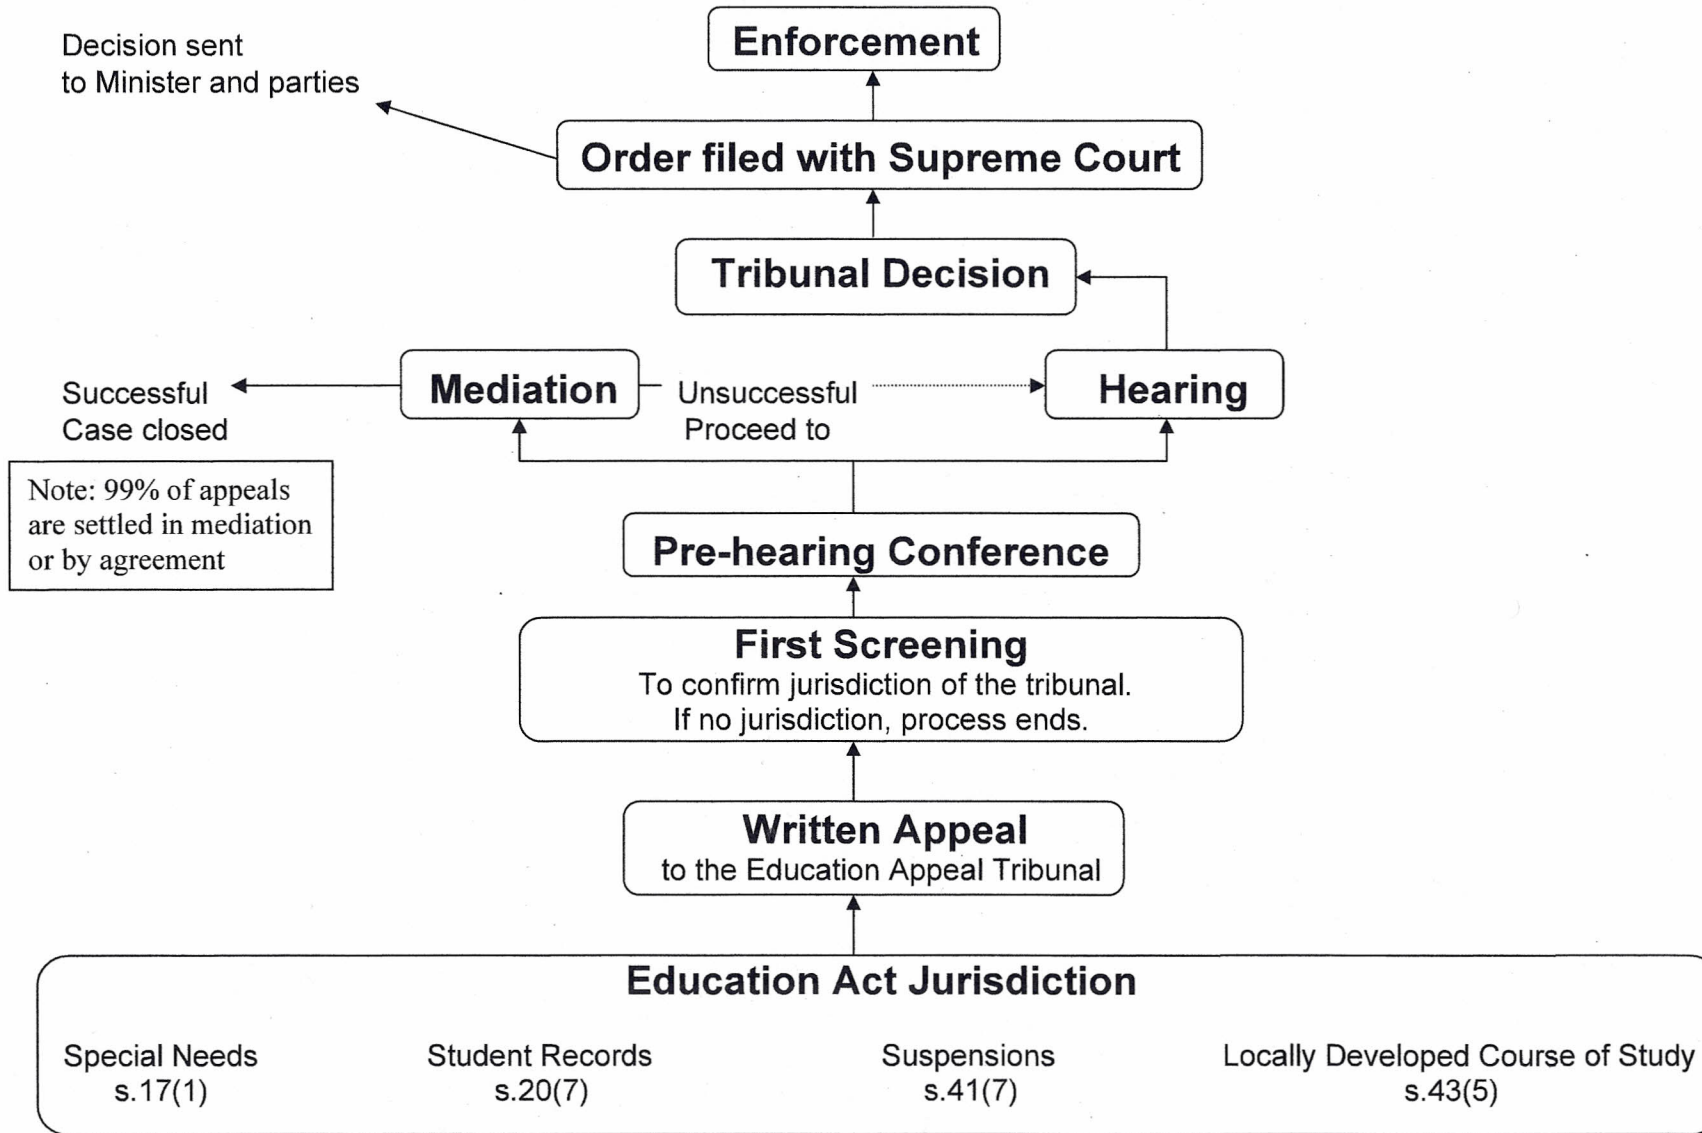 Enforcement
Decision sent
to Minister and parties
Order filed with Supreme Court
Tribunal Decision
Successful
Case closed
Mediation
Unsuccessful
Proceed to
Hearing
Note: 99% of appeals
are settled in mediation
or by agreement
Pre-hearing Conference
First Screening
To confirm jurisdiction of the tribunal.
If no jurisdiction, process ends.
Written Appeal
to the Education Appeal Tribunal
Education Act Jurisdiction
Special Needs
s.17(1)
Student Records
s.20(7)
Suspensions
s.41(7)
Locally Developed Course of Study
s.43(5)